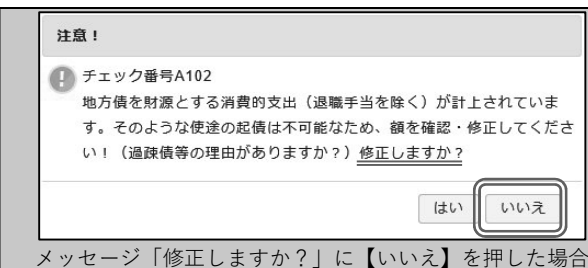 注意！
チェック番号A102
地方債を財源とする消費的支出（退職手当を除く）が計上されていま
す。そのような使途の起債は不可能なため、額を確認・修正してくださ
い！（過疎債等の理由がありますか？）修正しますか？
はい いいえ
メッセージ「修正しますか？」に【いいえ】を押した場合